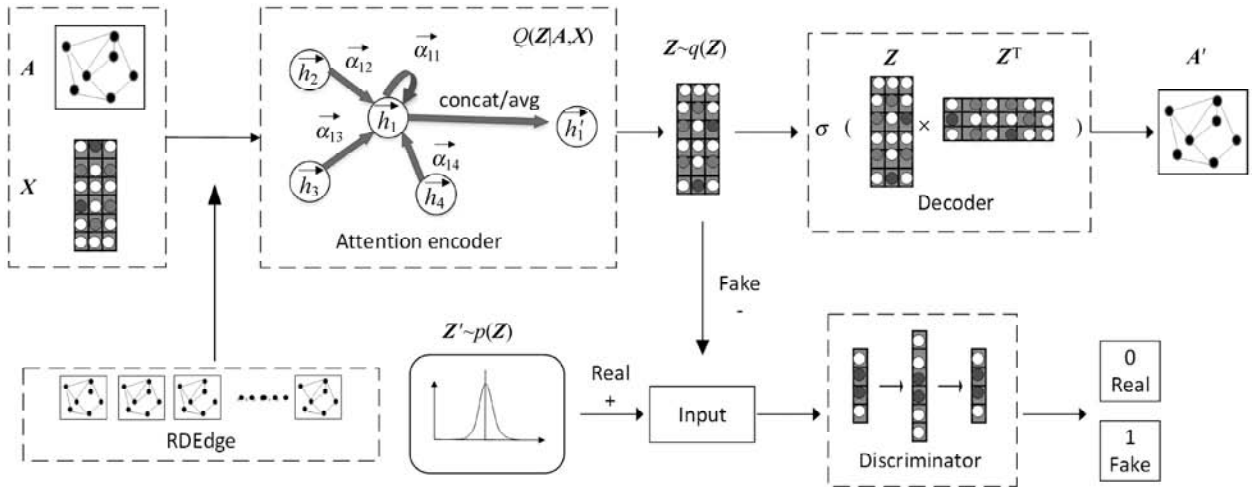 A
X
Q(Z|A,X)
α₁₁
α₁₂
h₂
h₁
concat/avg
h₁′
α₁₃
α₁₄
h₃
h₄
Attention encoder
Z~q(Z)
Z
Zᵀ
σ ( × )
Decoder
A′
Fake
-
RDEdge
Z′~p(Z)
Real
+
Input
Discriminator
0
Real
1
Fake